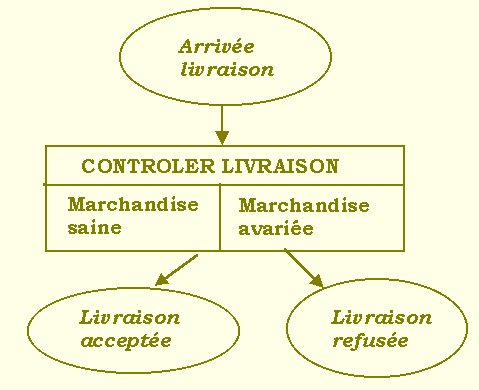 Arrivée
livraison
CONTROLER LIVRAISON
Marchandise
saine
Marchandise
avariée
Livraison
acceptée
Livraison
refusée